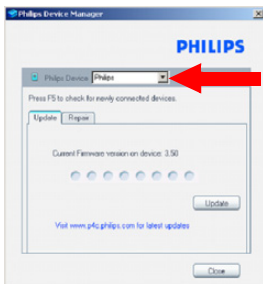 Philips Device Manager
PHILIPS
Philips Device Philips
Press F5 to check for newly connected devices.
Update Repair
Current Firmware version on device: 3.50
Update
Visit www.p4c.philips.com for latest updates
Close